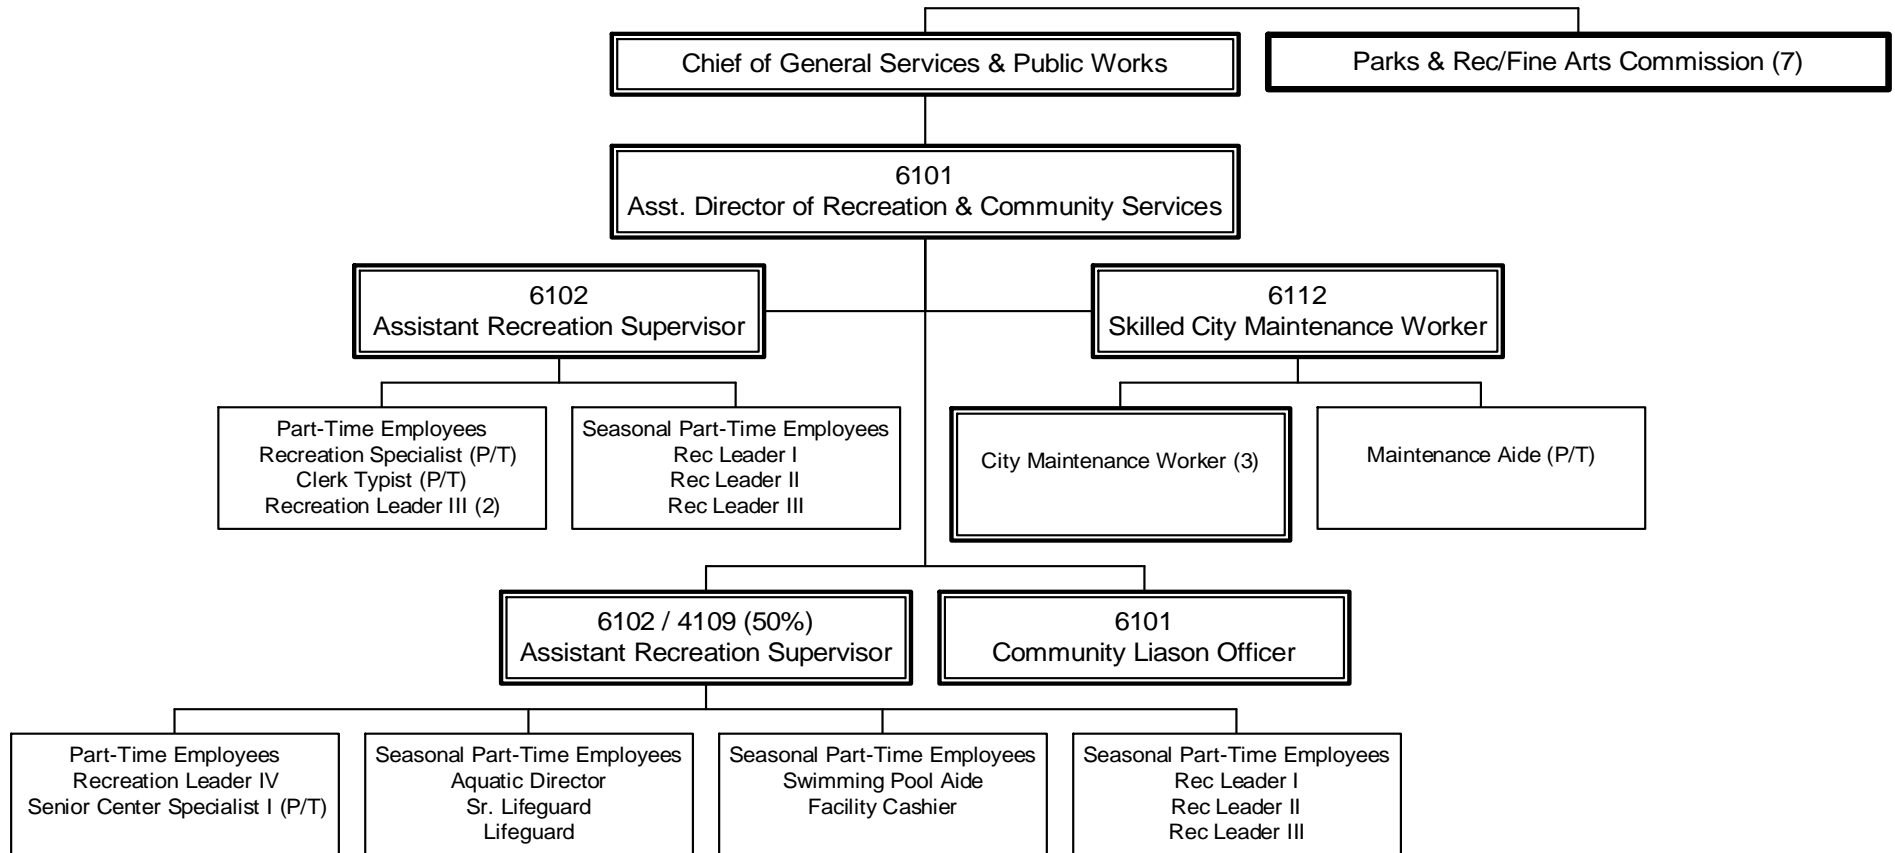 Chief of General Services & Public Works
Parks & Rec/Fine Arts Commission (7)
6101
Asst. Director of Recreation & Community Services
6102
Assistant Recreation Supervisor
6112
Skilled City Maintenance Worker
Part-Time Employees
Recreation Specialist (P/T)
Clerk Typist (P/T)
Recreation Leader III (2)
Seasonal Part-Time Employees
Rec Leader I
Rec Leader II
Rec Leader III
City Maintenance Worker (3)
Maintenance Aide (P/T)
6102 / 4109 (50%)
Assistant Recreation Supervisor
6101
Community Liason Officer
Part-Time Employees
Recreation Leader IV
Senior Center Specialist I (P/T)
Seasonal Part-Time Employees
Aquatic Director
Sr. Lifeguard
Lifeguard
Seasonal Part-Time Employees
Swimming Pool Aide
Facility Cashier
Seasonal Part-Time Employees
Rec Leader I
Rec Leader II
Rec Leader III